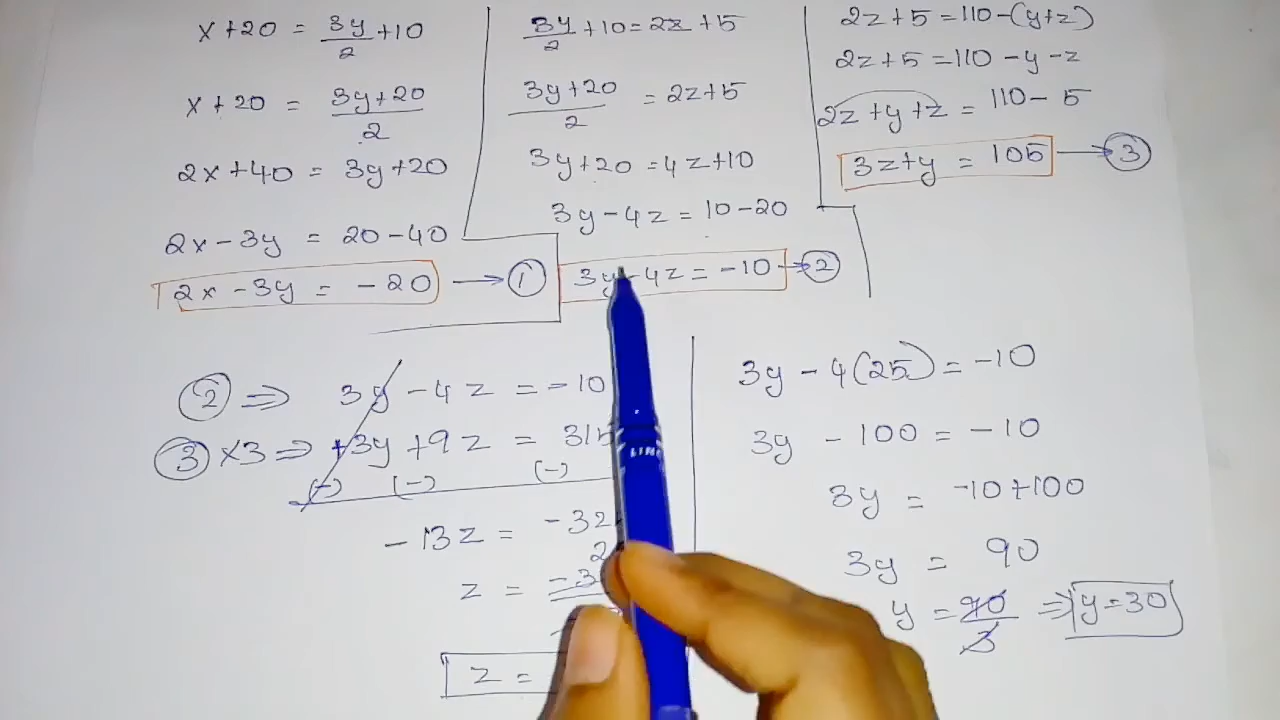 x + 20 = 3y/2 + 10
x + 20 = 3y + 20/2
2x + 40 = 3y + 20
2x - 3y = 20 - 40
2x - 3y = - 20 → ①
3y/2 + 10 = 2z + 5
3y + 20/2 = 2z + 5
3y + 20 = 4z + 10
3y - 4z = 10 - 20
3y - 4z = - 10 → ②
2z + 5 = 110 - (y + z)
2z + 5 = 110 - y - z
2z + y + z = 110 - 5
3z + y = 105 → ③
② ⇒ 3y - 4z = - 10
③ × 3 ⇒ +3y + 9z = 315
(-) (-) (-)
- 13z = - 32
z = - 3
z =
3y - 4(25) = - 10
3y - 100 = - 10
3y = - 10 + 100
3y = 90
y = 90/3 ⇒ y = 30
LINC